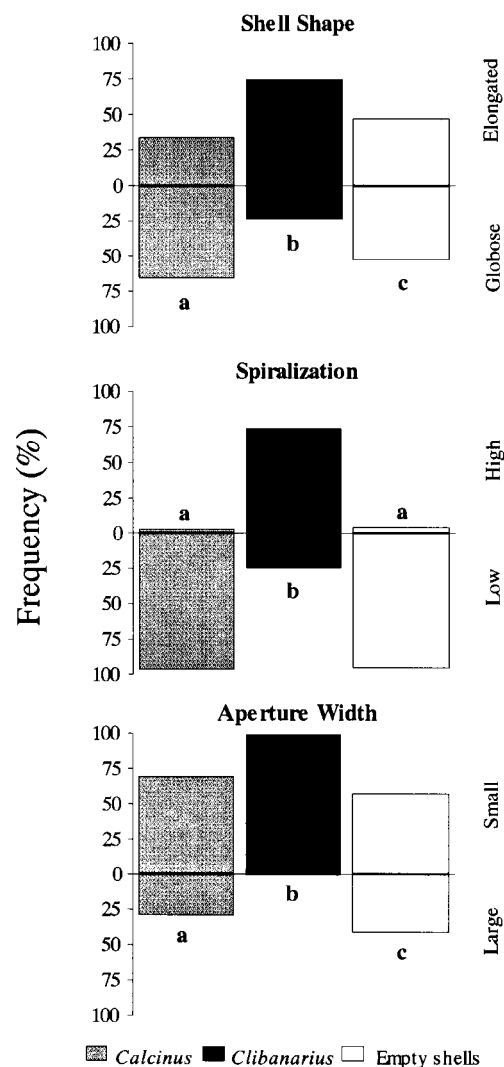 Shell Shape
100
75
50
25
0
25
50
75
100
a
b
c
Elongated
Globose
Spiralization
100
75
50
25
0
25
50
75
100
a
b
a
High
Low
Frequency (%)
Aperture Width
100
75
50
25
0
25
50
75
100
a
b
c
Small
Large
Calcinus Clibanarius Empty shells